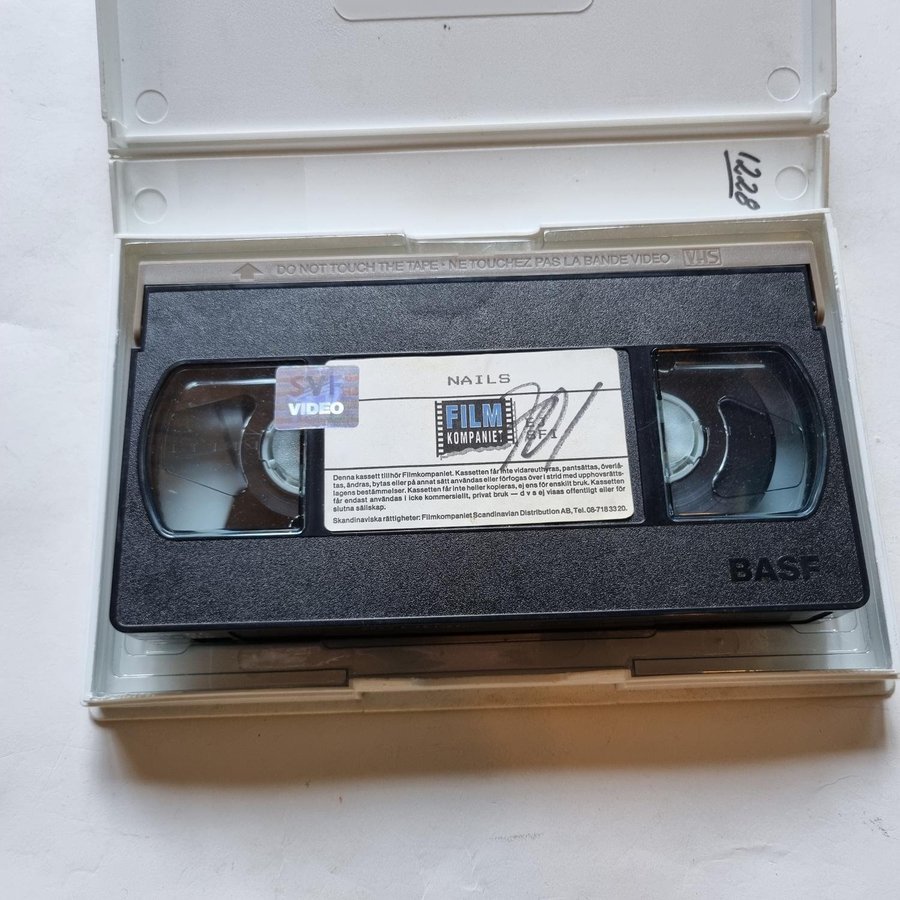 1228
DO NOT TOUCH THE TAPE • NE TOUCHEZ PAS LA BANDE VIDEO VHS
NAILS
SVF
VIDEO
FILM
KOMPANIET
SF1
Denna kassett tillhör Filmkompaniet. Kassetten får inte vidareuthyras, pantsättas, överlå-
tas, ändras, bytas eller på annat sätt användas eller förfogas över i strid med upphovsrätts-
lagens bestämmelser. Kassetten får inte heller kopieras, ej ens för enskilt bruk. Kassetten
får endast användas i icke kommersiellt, privat bruk — d v s ej visas offentligt eller för
slutna sällskap.
Skandinaviska rättigheter: Filmkompaniet Scandinavian Distribution AB, Tel. 08-718 33 20.
BASF